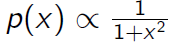 p(x) ∝ 1/(1+x²)